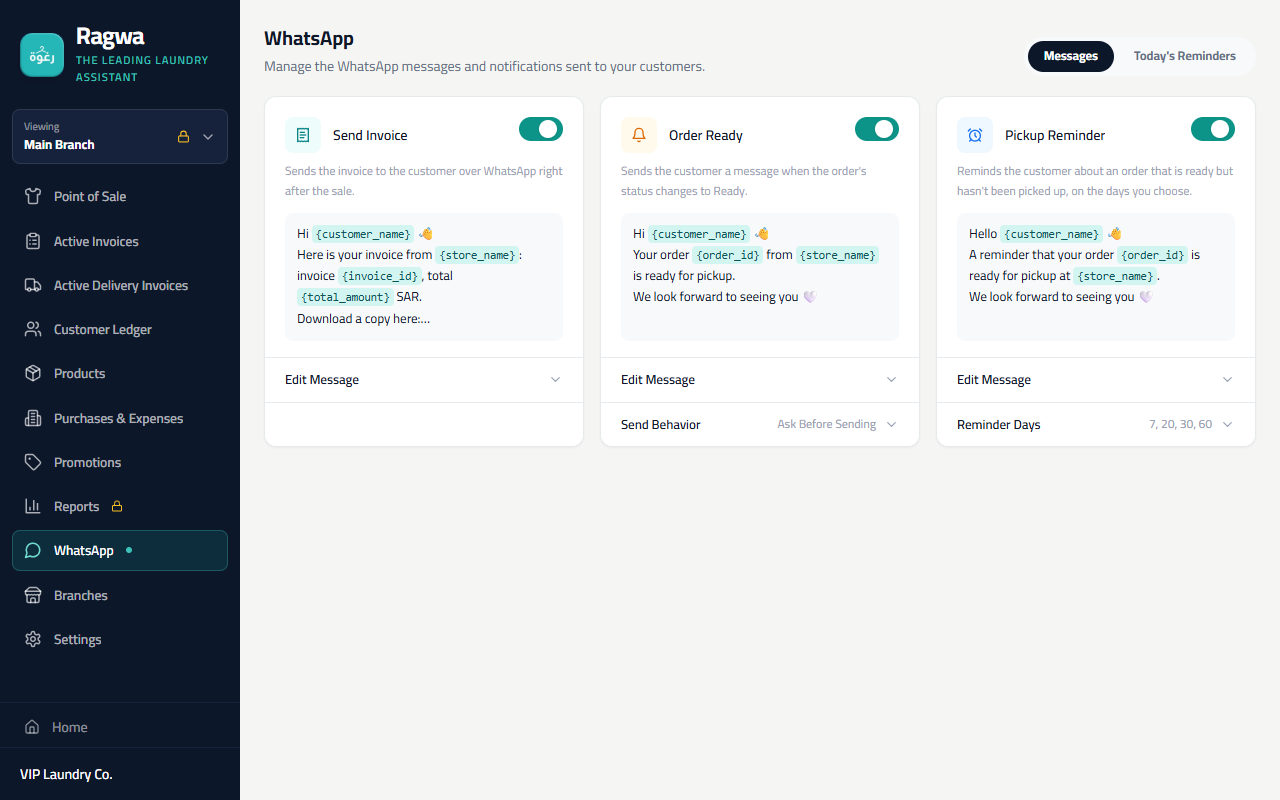 رغوة
Ragwa
THE LEADING LAUNDRY
ASSISTANT
Viewing
Main Branch
Point of Sale
Active Invoices
Active Delivery Invoices
Customer Ledger
Products
Purchases & Expenses
Promotions
Reports
WhatsApp
Branches
Settings
Home
VIP Laundry Co.
WhatsApp
Manage the WhatsApp messages and notifications sent to your customers.
Messages
Today's Reminders
Send Invoice
Sends the invoice to the customer over WhatsApp right
after the sale.
Hi {customer_name} 👋
Here is your invoice from {store_name} :
invoice {invoice_id} , total
{total_amount} SAR.
Download a copy here:...
Edit Message
Order Ready
Sends the customer a message when the order's
status changes to Ready.
Hi {customer_name} 👋
Your order {order_id} from {store_name}
is ready for pickup.
We look forward to seeing you 🤍
Edit Message
Send Behavior
Ask Before Sending
Pickup Reminder
Reminds the customer about an order that is ready but
hasn't been picked up, on the days you choose.
Hello {customer_name} 👋
A reminder that your order {order_id} is
ready for pickup at {store_name} .
We look forward to seeing you 🤍
Edit Message
Reminder Days
7, 20, 30, 60